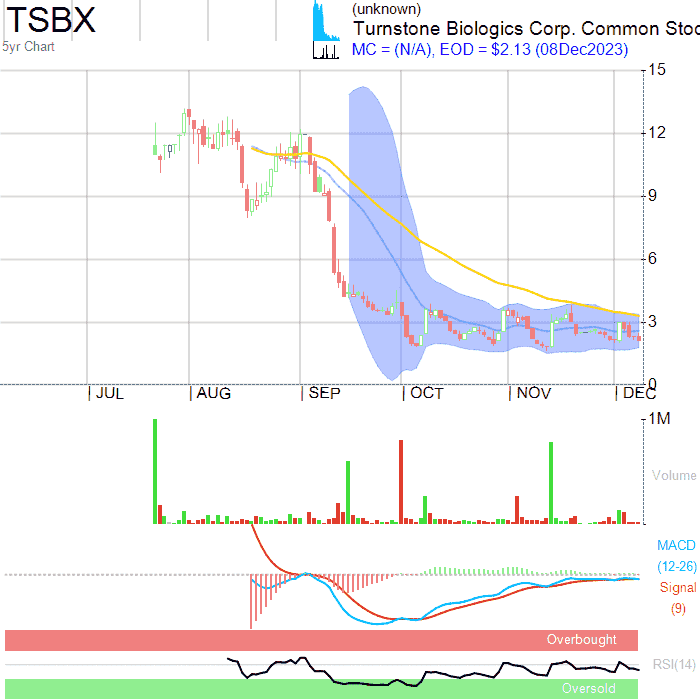 TSBX
5yr Chart
(unknown)
Turnstone Biologics Corp. Common Stoc
MC = (N/A), EOD = $2.13 (08Dec2023)
15
12
9
6
3
0
JUL AUG SEP OCT NOV DEC
1M
Volume
MACD
(12-26)
Signal
(9)
Overbought
RSI(14)
Oversold